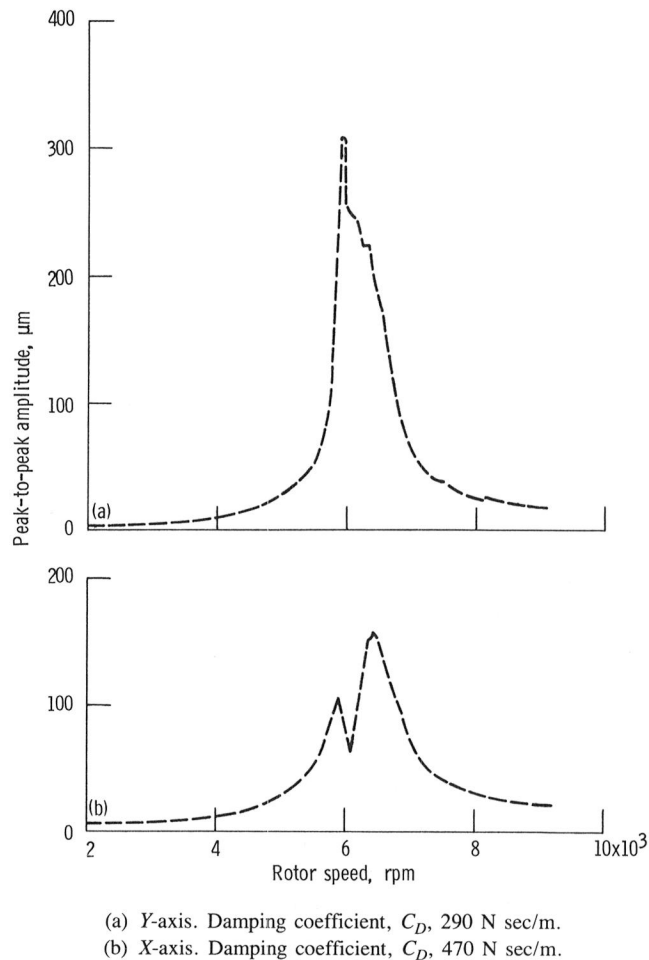 400
300
200
100
0
(a)
Peak-to-peak amplitude, μm
200
100
0
(b)
2 4 6 8 10x10³
Rotor speed, rpm
(a) Y-axis. Damping coefficient, C_D, 290 N sec/m.
(b) X-axis. Damping coefficient, C_D, 470 N sec/m.